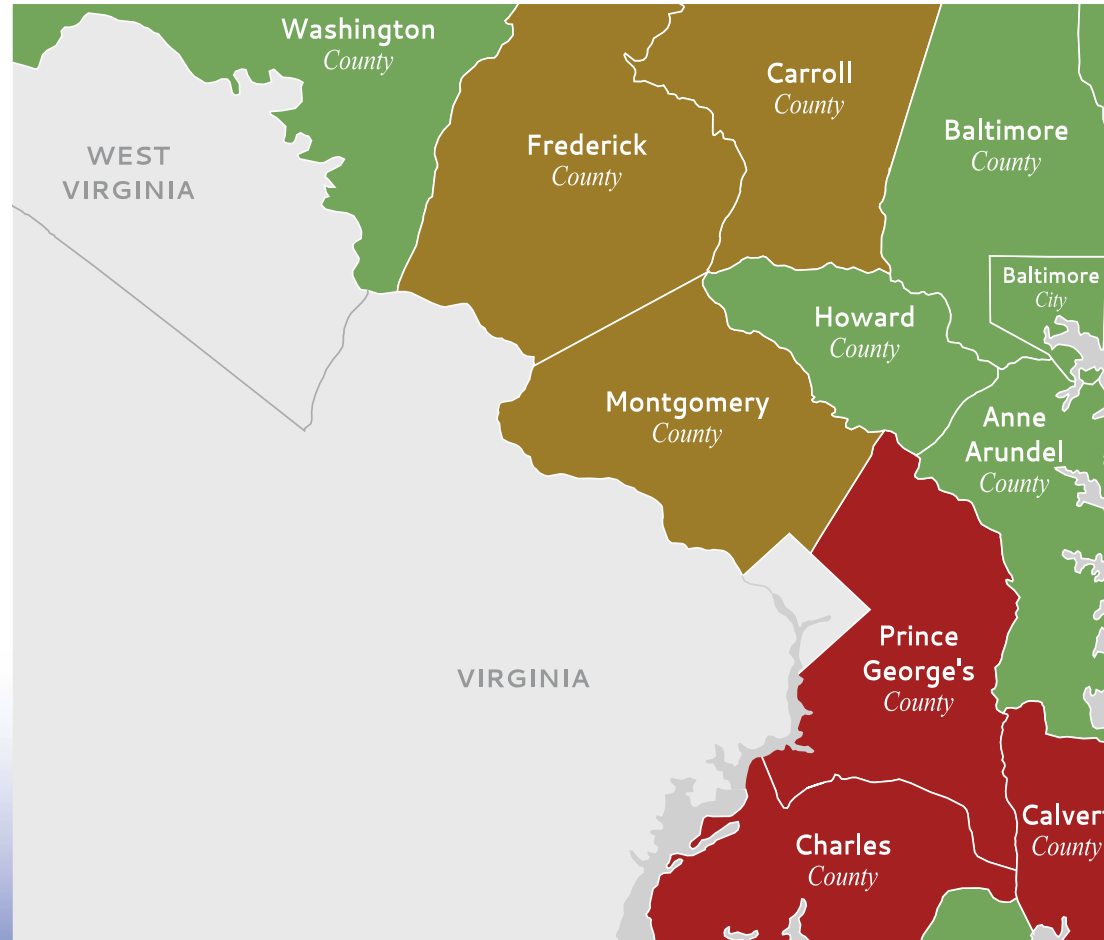 Washington
County
Carroll
County
Frederick
County
Baltimore
County
WEST
VIRGINIA
Baltimore
City
Howard
County
Montgomery
County
Anne
Arundel
County
Prince
George's
County
VIRGINIA
Calvert
County
Charles
County